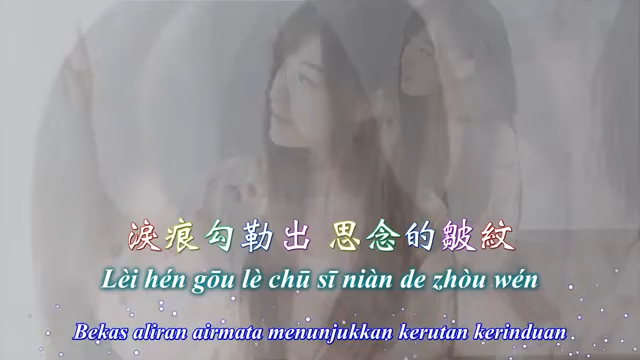 淚痕勾勒出 思念的皺紋
Lèi hén gōu lè chū sī niàn de zhòu wén
Bekas aliran airmata menunjukkan kerutan kerinduan